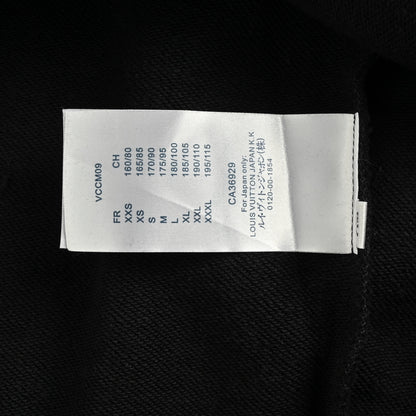 VCCM09
FR CH
XXS 160/80
XS 165/85
S 170/90
M 175/95
L 180/100
XL 185/105
XXL 190/110
XXXL 195/115
CA36929
For Japan only:
LOUIS VUITTON JAPAN K.K
ルイ・ヴィトンジャパン(株)
0120-00-1854